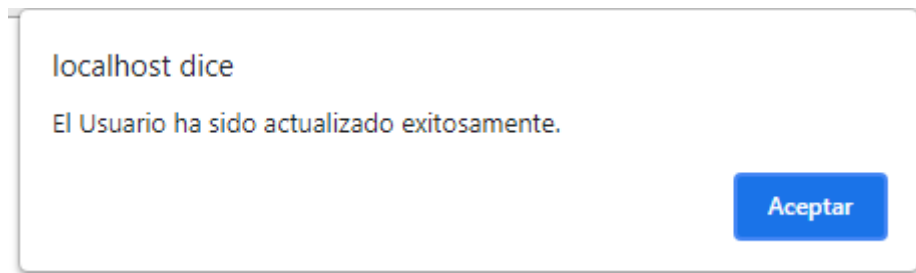 localhost dice
El Usuario ha sido actualizado exitosamente.
Aceptar